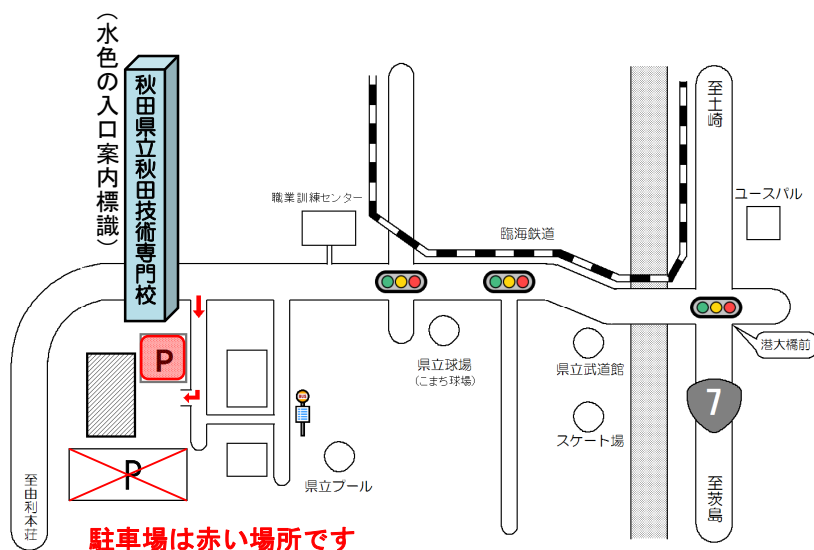 （水色の入口案内標識）
秋田県立秋田技術専門校
至土崎
職業訓練センター
ユースパル
臨海鉄道
港大橋前
県立球場
（こまち球場）
県立武道館
P
7
BUS
スケート場
P
県立プール
至由利本荘
至茨島
駐車場は赤い場所です